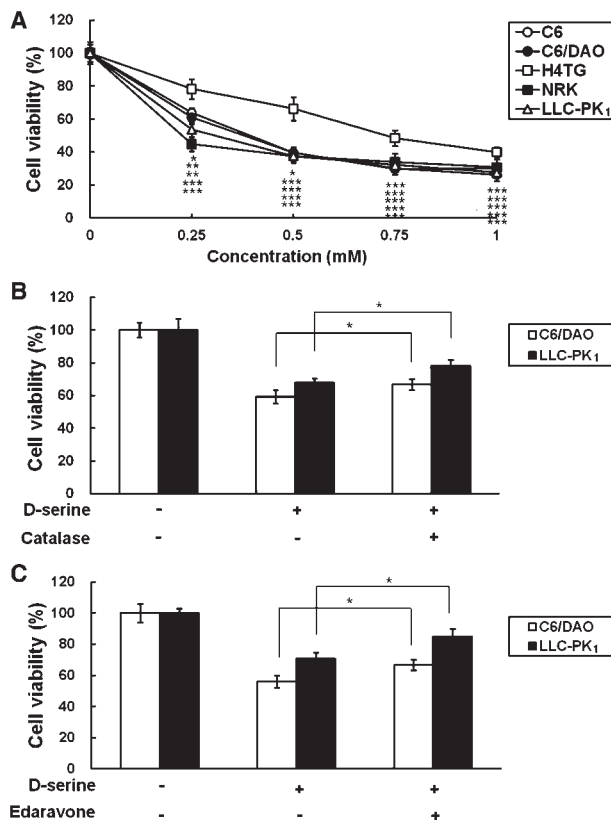 A
Cell viability (%)
120
100
80
60
40
20
0
0
0.25
0.5
0.75
1
Concentration (mM)
*
**
**
***
***
*
***
***
***
***
***
***
***
***
***
***
***
***
***
C6
C6/DAO
H4TG
NRK
LLC-PK1
B
Cell viability (%)
120
100
80
60
40
20
0
*
*
C6/DAO
LLC-PK1
D-serine - + +
Catalase - - +
C
Cell viability (%)
120
100
80
60
40
20
0
*
*
C6/DAO
LLC-PK1
D-serine - + +
Edaravone - - +